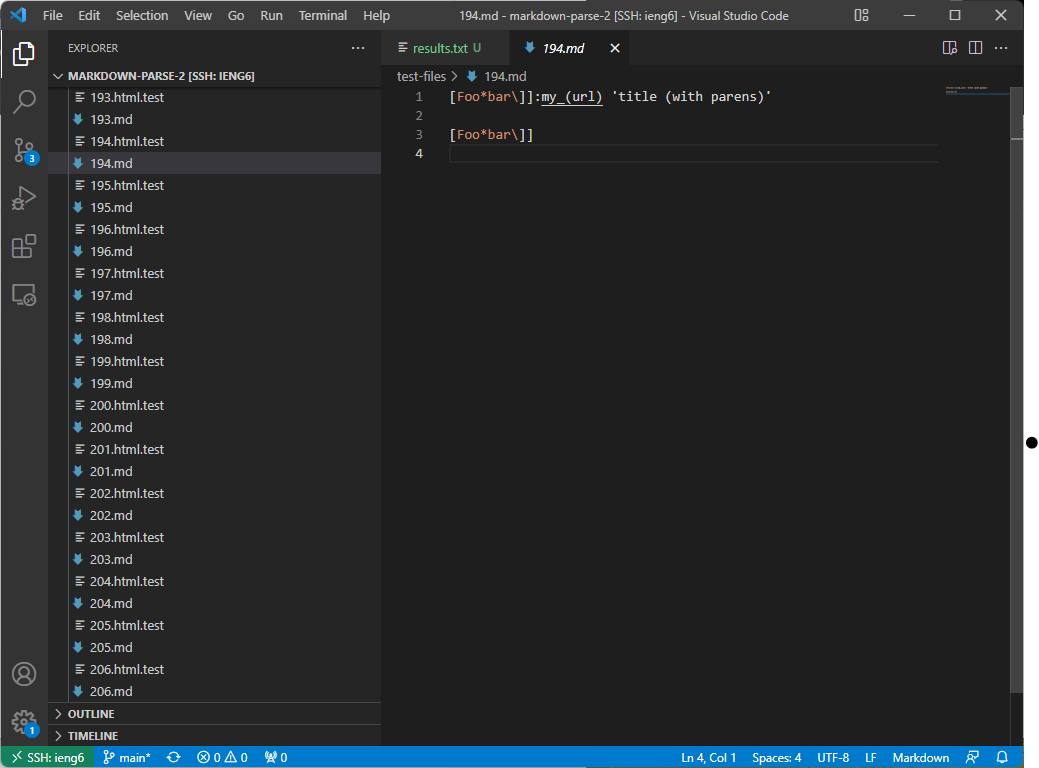 File Edit Selection View Go Run Terminal Help 194.md - markdown-parse-2 [SSH: ieng6] - Visual Studio Code
EXPLORER
MARKDOWN-PARSE-2 [SSH: IENG6]
193.html.test
193.md
194.html.test
194.md
195.html.test
195.md
196.html.test
196.md
197.html.test
197.md
198.html.test
198.md
199.html.test
199.md
200.html.test
200.md
201.html.test
201.md
202.html.test
202.md
203.html.test
203.md
204.html.test
204.md
205.html.test
205.md
206.html.test
206.md
OUTLINE
TIMELINE
3
1
results.txt U 194.md
test-files > 194.md
1 [Foo*bar\]]:my_(url) 'title (with parens)'
2
3 [Foo*bar\]]
4
SSH: ieng6 main* 0 0 0 Ln 4, Col 1 Spaces: 4 UTF-8 LF Markdown